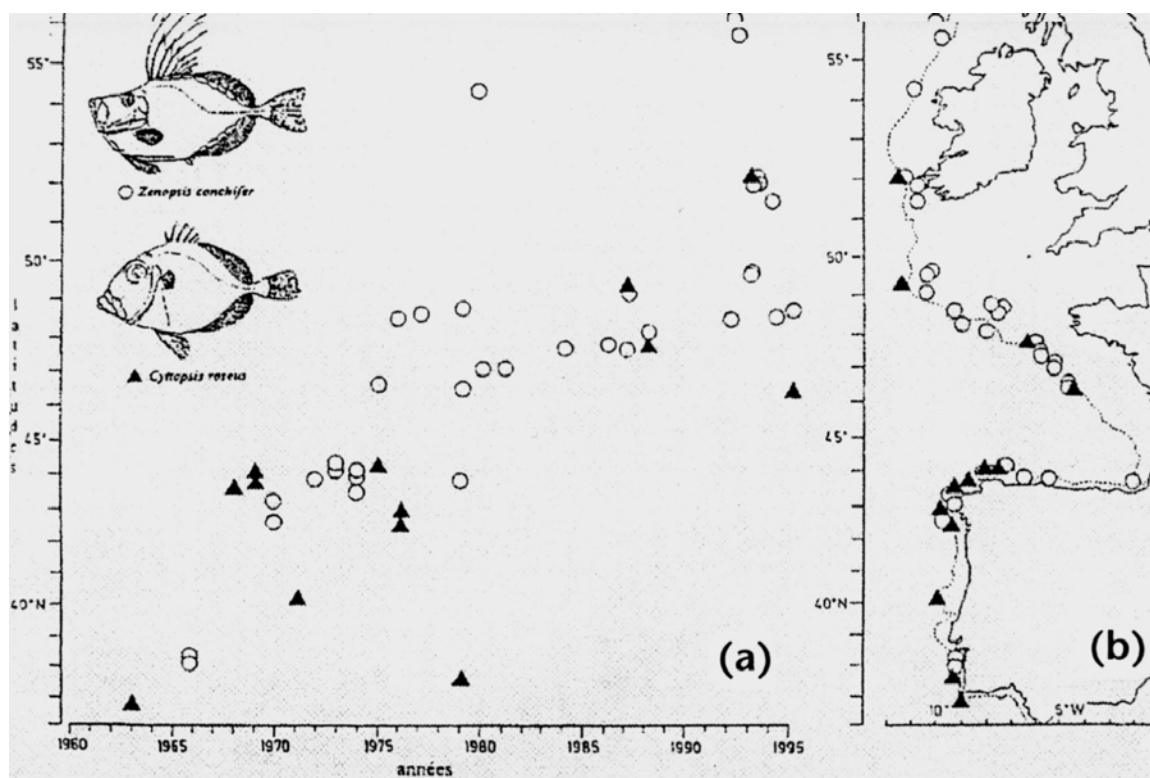 55°
Zenopsis conchifer
50°
Cyttopsis roseus
45°
40°N
(a)
1960 1965 1970 1975 1980 1985 1990 1995
années
55°
50°
45°
40°N
(b)
10 5°W